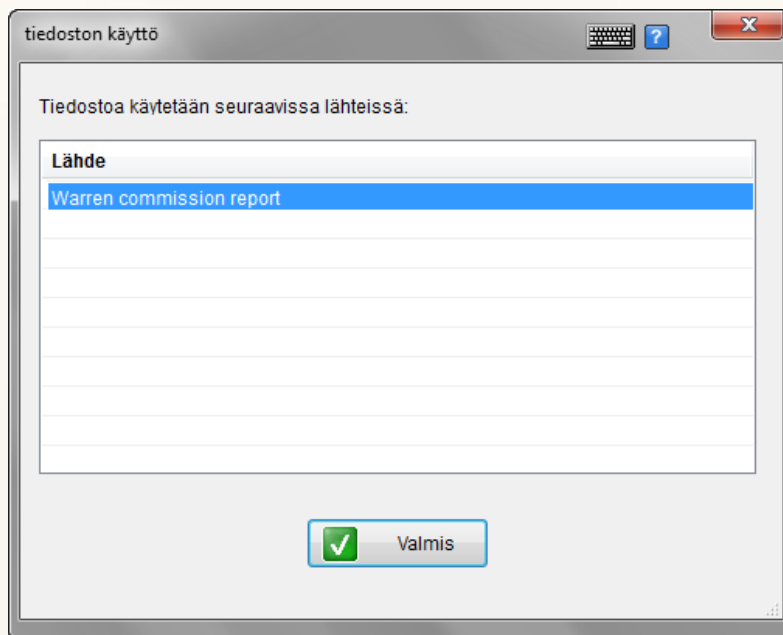 tiedoston käyttö
?
x
Tiedostoa käytetään seuraavissa lähteissä:
Lähde
Warren commission report
Valmis